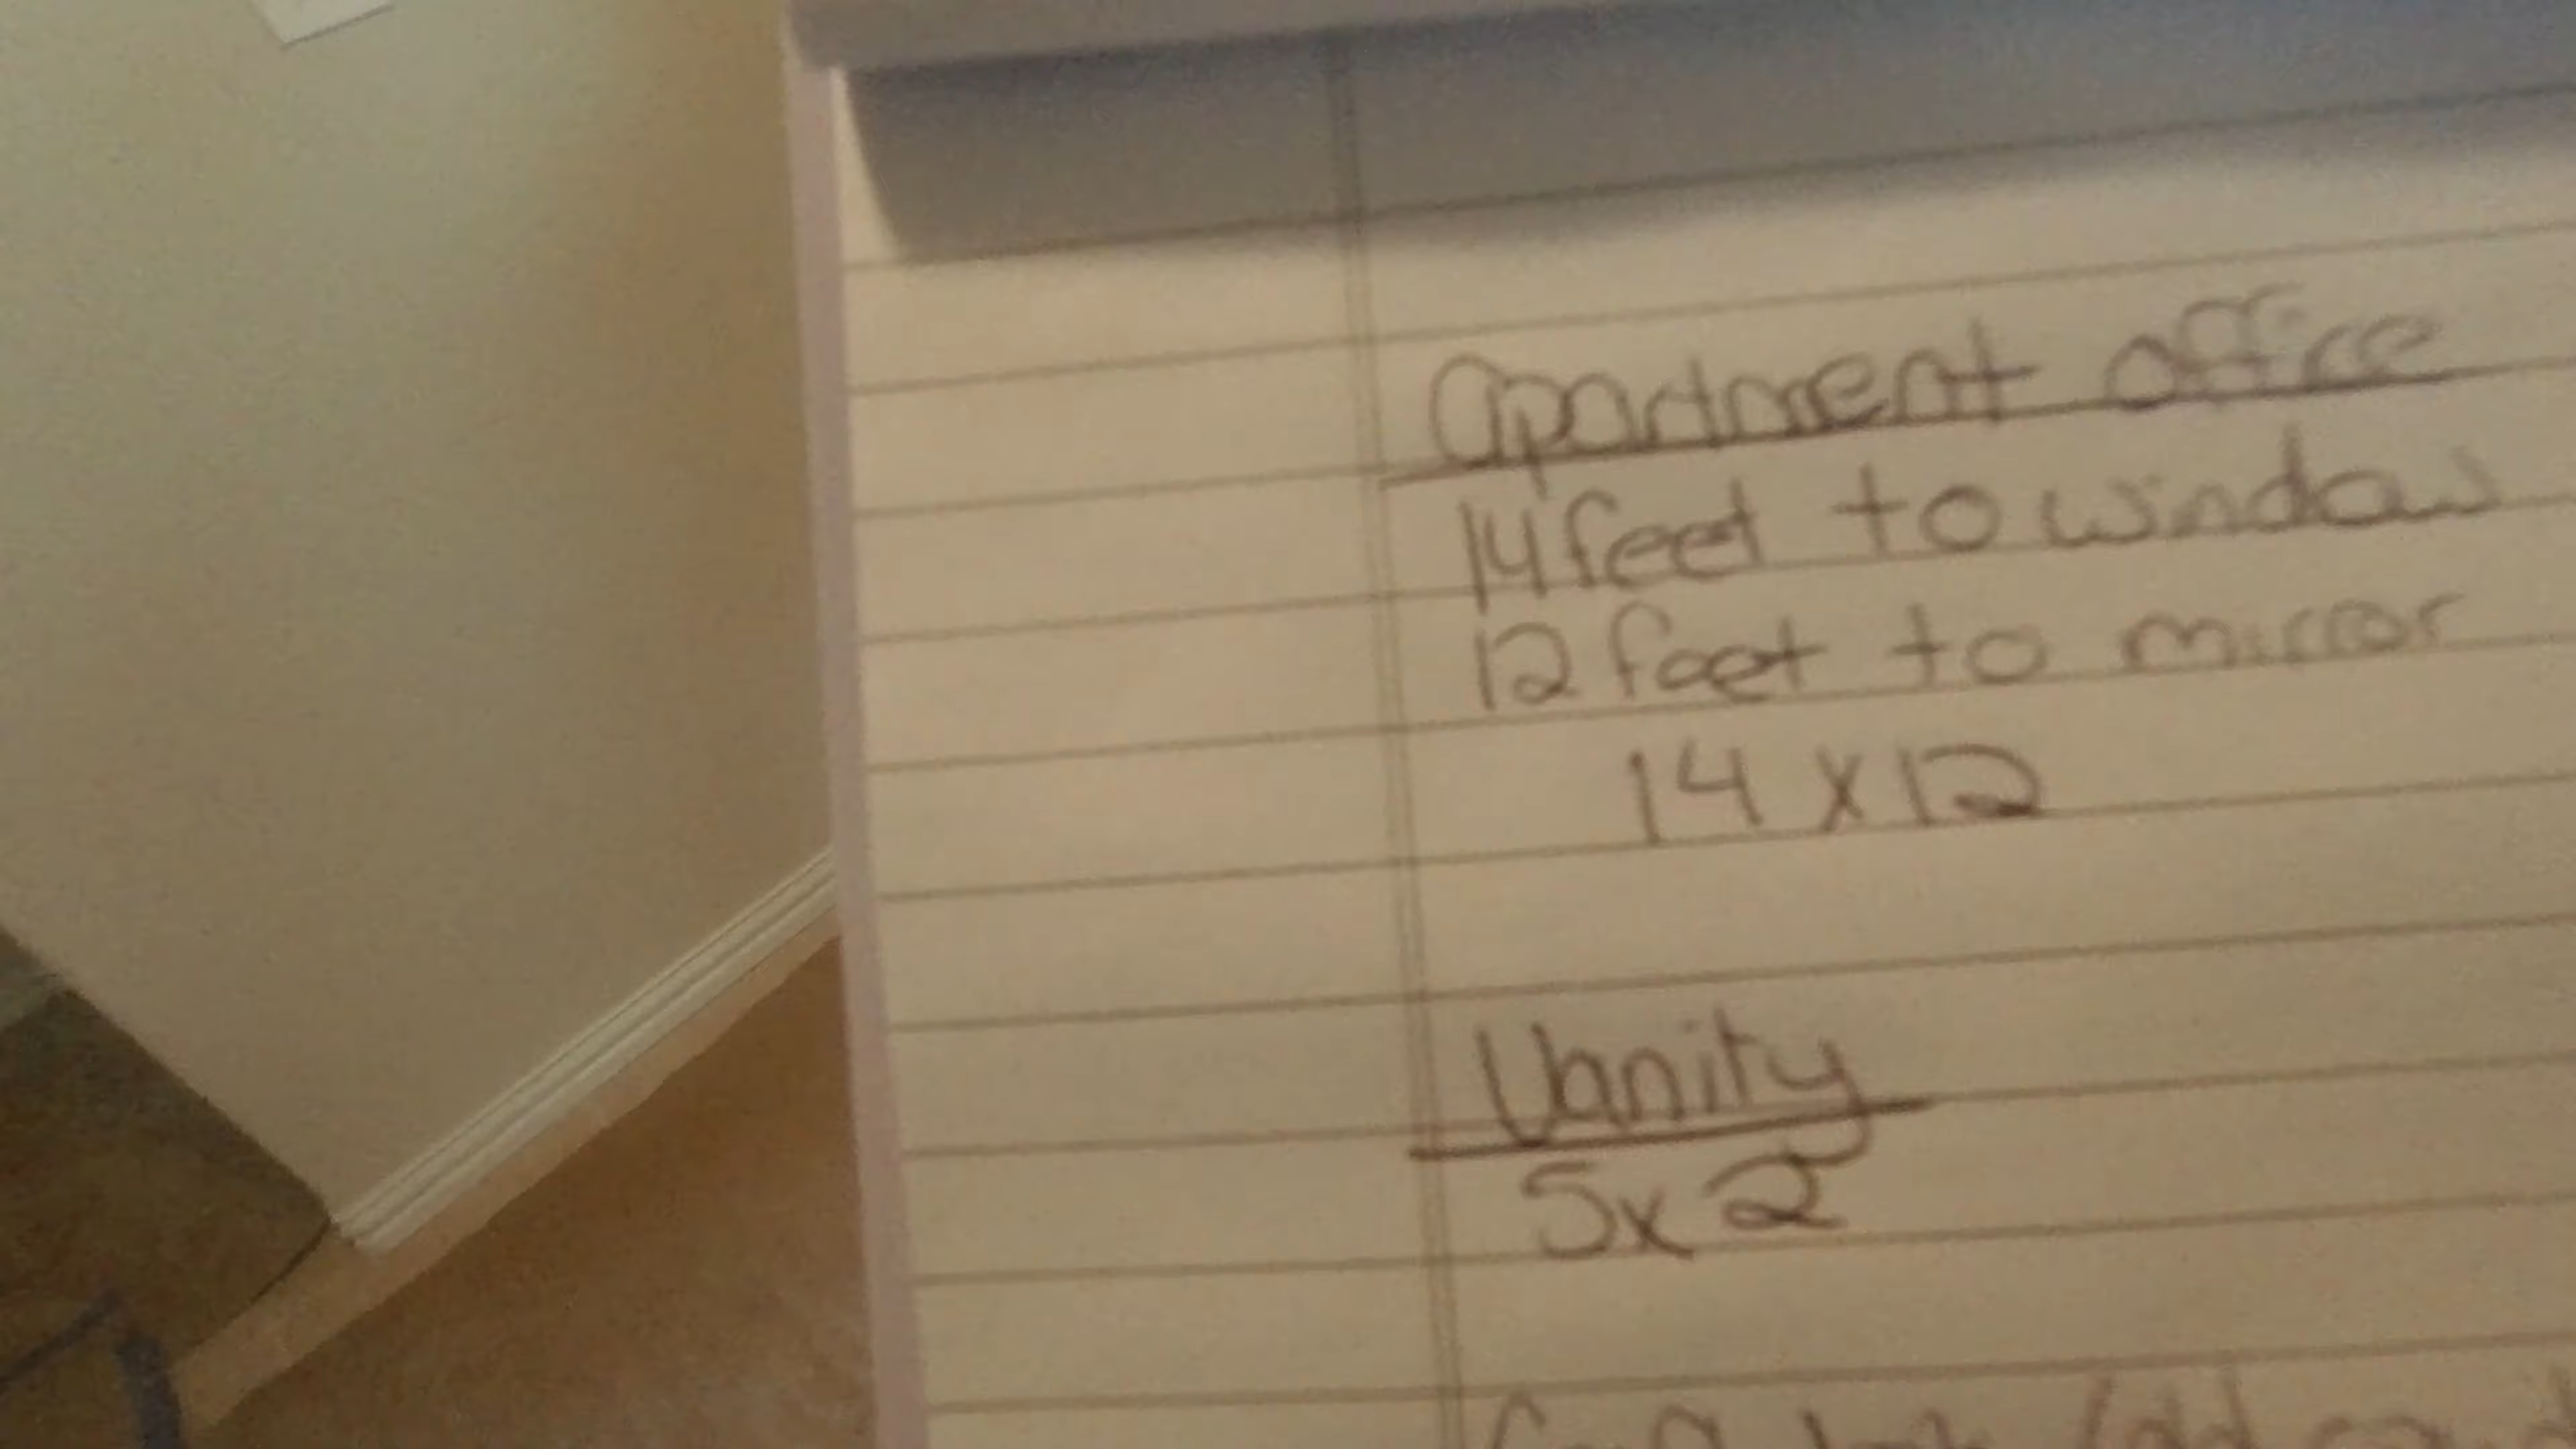 apartment office
14 feet to window
12 feet to mirror
14 x 12
Vanity
5x2